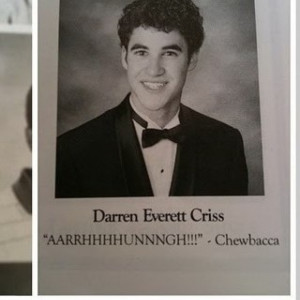 Darren Everett Criss
"AARRHHHHUNNNGH!!!" - Chewbacca